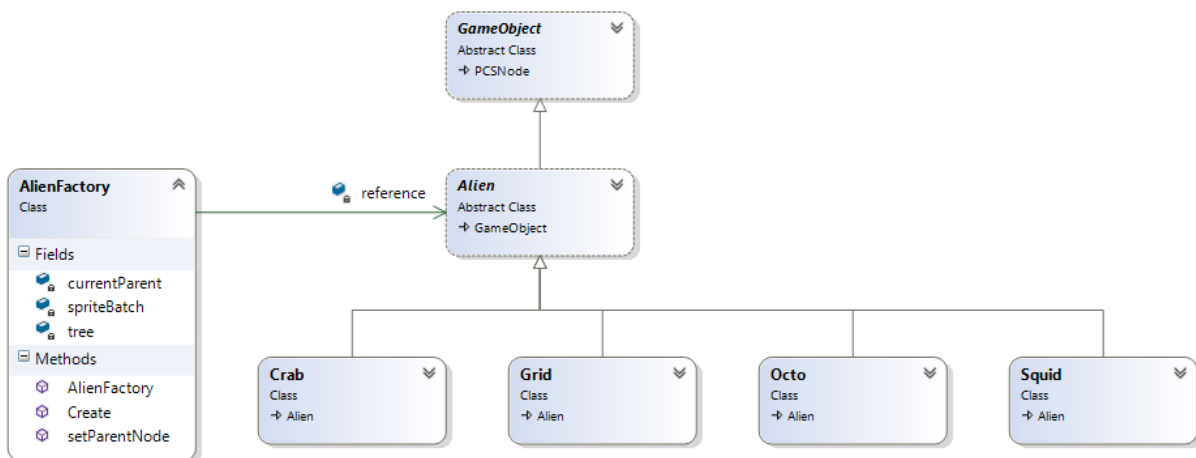 GameObject
Abstract Class
PCSNode
AlienFactory
Class
Fields
currentParent
spriteBatch
tree
Methods
AlienFactory
Create
setParentNode
reference
Alien
Abstract Class
GameObject
Crab
Class
Alien
Grid
Class
Alien
Octo
Class
Alien
Squid
Class
Alien